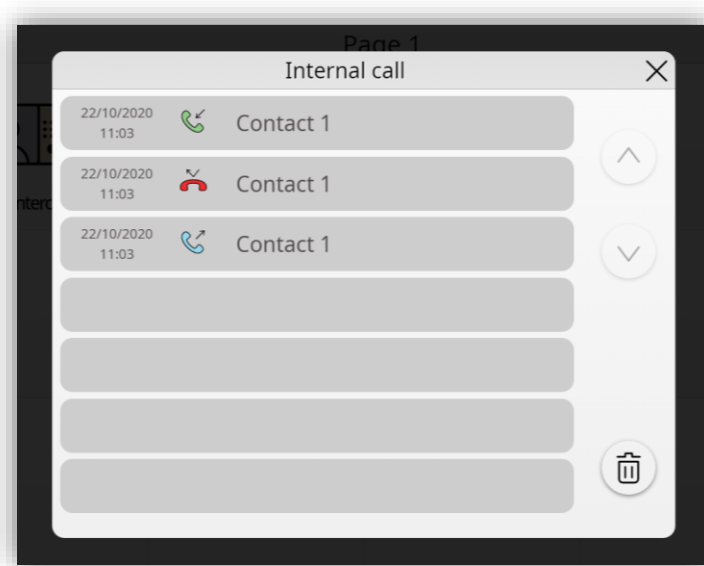 Page 1
Internal call
22/10/2020
11:03
Contact 1
22/10/2020
11:03
Contact 1
22/10/2020
11:03
Contact 1